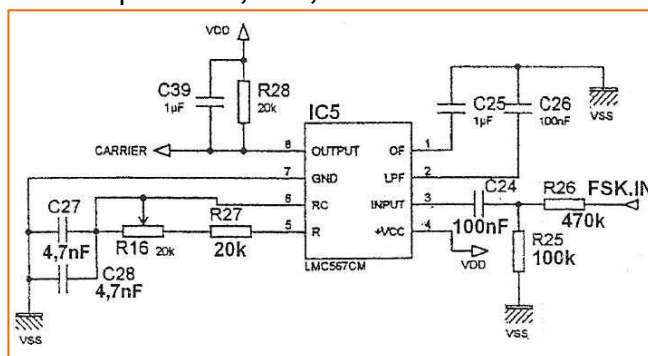 VDD
C39
1µF
R28
20k
IC5
CARRIER
8
OUTPUT
7
GND
6
RC
5
R
OF
1
LPF
2
INPUT
3
+VCC
4
LMC567CM
C27
4,7nF
C28
4,7nF
R16 20k
R27
20k
VSS
C25
1µF
C26
100nF
VSS
C24
100nF
R26
470k
FSK.IN
R25
100k
VDD
VSS